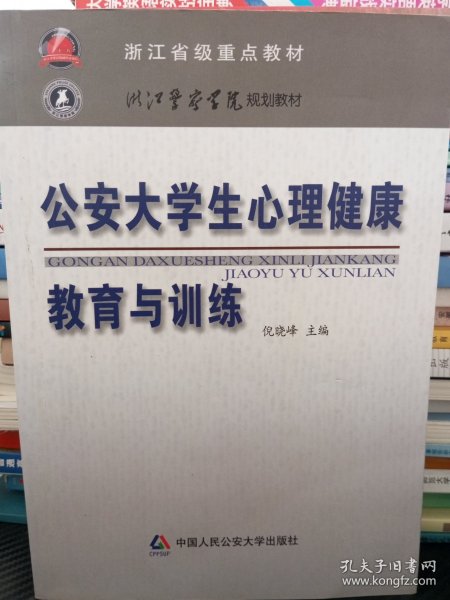 浙江省级重点教材
浙江警察学院规划教材
公安大学生心理健康
GONGAN DAXUESHENG XINLI JIANKANG
JIAOYU YU XUNLIAN
教育与训练
倪晓峰 主编
CPPSUP
中国人民公安大学出版社
孔夫子旧书网
www.kongfz.com